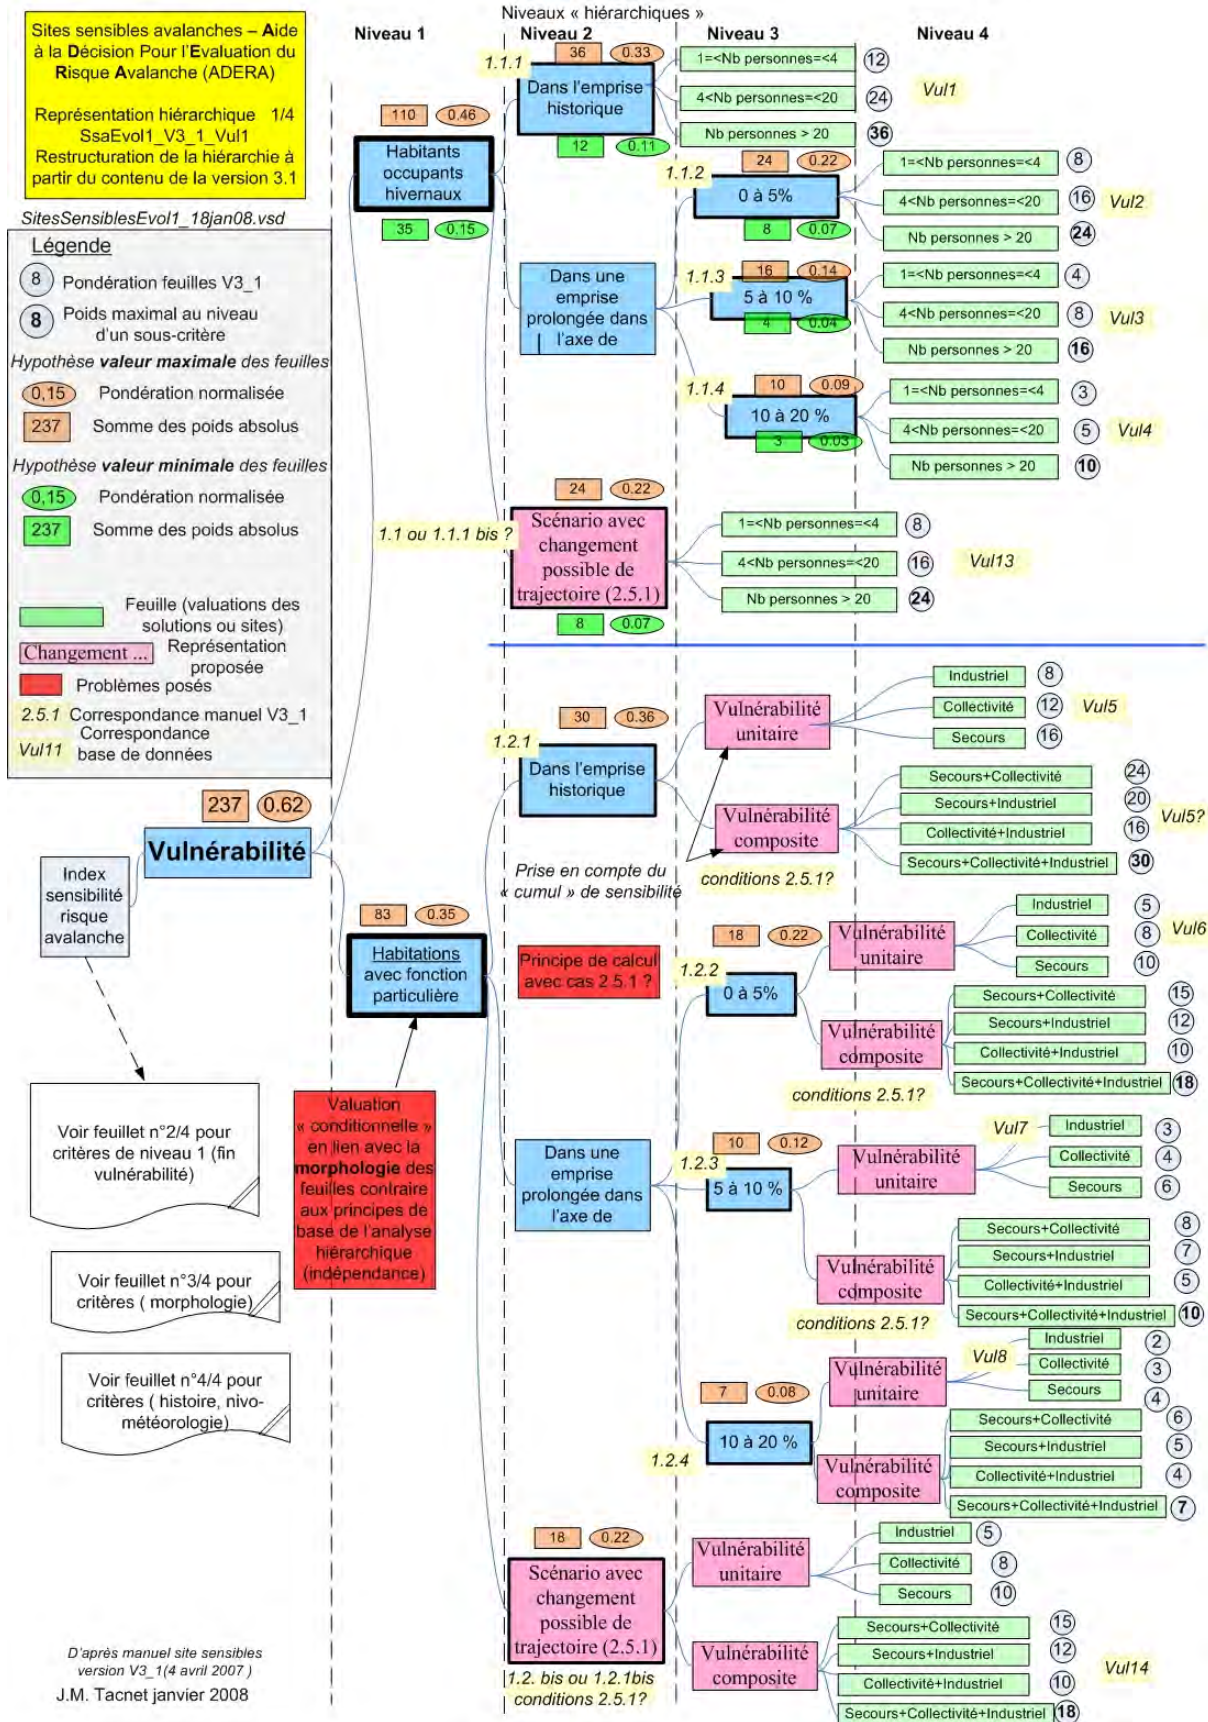 Niveaux « hiérarchiques »
Niveau 1
Niveau 2
Niveau 3
Niveau 4
Sites sensibles avalanches – Aide
à la Décision Pour l'Evaluation du
Risque Avalanche (ADERA)
Représentation hiérarchique 1/4
SsaEvol1_V3_1_Vul1
Restructuration de la hiérarchie à
partir du contenu de la version 3.1
SitesSensiblesEvol1_18jan08.vsd
Légende
8 Pondération feuilles V3_1
8 Poids maximal au niveau
d'un sous-critère
Hypothèse valeur maximale des feuilles
0,15 Pondération normalisée
237 Somme des poids absolus
Hypothèse valeur minimale des feuilles
0,15 Pondération normalisée
237 Somme des poids absolus
Feuille (valuations des
solutions ou sites)
Changement ... Représentation
proposée
Problèmes posés
2.5.1 Correspondance manuel V3_1
Correspondance
Vul11 base de données
237 0.62
Vulnérabilité
Index
sensibilité
risque
avalanche
Voir feuillet n°2/4 pour
critères de niveau 1 (fin
vulnérabilité)
Voir feuillet n°3/4 pour
critères ( morphologie)
Voir feuillet n°4/4 pour
critères ( histoire, nivo-
météorologie)
D'après manuel site sensibles
version V3_1(4 avril 2007 )
J.M. Tacnet janvier 2008
110 0.46
Habitants
occupants
hivernaux
35 0.15
1.1.1
36 0.33
Dans l'emprise
historique
12 0.11
1=<Nb personnes=<4 12
4<Nb personnes=<20 24
Nb personnes > 20 36
Vul1
Dans une
emprise
prolongée dans
l'axe de
1.1.2
24 0.22
0 à 5%
8 0.07
1=<Nb personnes=<4 8
4<Nb personnes=<20 16
Nb personnes > 20 24
Vul2
1.1.3
16 0.14
5 à 10 %
4 0.04
1=<Nb personnes=<4 4
4<Nb personnes=<20 8
Nb personnes > 20 16
Vul3
1.1.4
10 0.09
10 à 20 %
3 0.03
1=<Nb personnes=<4 3
4<Nb personnes=<20 5
Nb personnes > 20 10
Vul4
1.1 ou 1.1.1 bis ?
24 0.22
Scénario avec
changement
possible de
trajectoire (2.5.1)
8 0.07
1=<Nb personnes=<4 8
4<Nb personnes=<20 16
Nb personnes > 20 24
Vul13
83 0.35
Habitations
avec fonction
particulière
Valuation
« conditionnelle »
en lien avec la
morphologie des
feuilles contraire
aux principes de
base de l'analyse
hiérarchique
(indépendance)
1.2.1
30 0.36
Dans l'emprise
historique
Vulnérabilité
unitaire
Industriel 8
Collectivité 12
Secours 16
Vul5
Vulnérabilité
composite
Secours+Collectivité 24
Secours+Industriel 20
Collectivité+Industriel 16
Secours+Collectivité+Industriel 30
Vul5?
Prise en compte du
« cumul » de sensibilité
conditions 2.5.1?
Principe de calcul
avec cas 2.5.1 ?
Dans une
emprise
prolongée dans
l'axe de
1.2.2
18 0.22
0 à 5%
Vulnérabilité
unitaire
Industriel 5
Collectivité 8
Secours 10
Vul6
Vulnérabilité
composite
Secours+Collectivité 15
Secours+Industriel 12
Collectivité+Industriel 10
Secours+Collectivité+Industriel 18
conditions 2.5.1?
1.2.3
10 0.12
5 à 10 %
Vulnérabilité
unitaire
Vul7
Industriel 3
Collectivité 4
Secours 6
Vulnérabilité
composite
Secours+Collectivité 8
Secours+Industriel 7
Collectivité+Industriel 5
Secours+Collectivité+Industriel 10
conditions 2.5.1?
1.2.4
7 0.08
10 à 20 %
Vulnérabilité
unitaire
Vul8
Industriel 2
Collectivité 3
Secours 4
Vulnérabilité
composite
Secours+Collectivité 6
Secours+Industriel 5
Collectivité+Industriel 4
Secours+Collectivité+Industriel 7
18 0.22
Scénario avec
changement
possible de
trajectoire (2.5.1)
1.2. bis ou 1.2.1bis
conditions 2.5.1?
Vulnérabilité
unitaire
Industriel 5
Collectivité 8
Secours 10
Vulnérabilité
composite
Secours+Collectivité 15
Secours+Industriel 12
Collectivité+Industriel 10
Secours+Collectivité+Industriel 18
Vul14